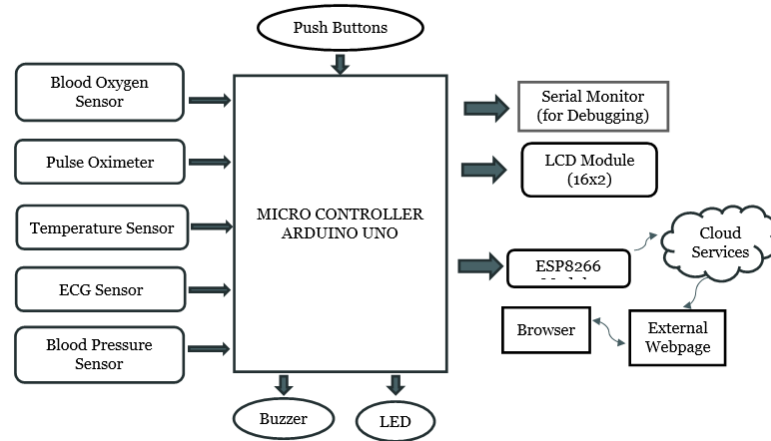 Push Buttons
Blood Oxygen
Sensor
Pulse Oximeter
Temperature Sensor
ECG Sensor
Blood Pressure
Sensor
MICRO CONTROLLER
ARDUINO UNO
Serial Monitor
(for Debugging)
LCD Module
(16x2)
ESP8266
Cloud
Services
Browser
External
Webpage
Buzzer
LED